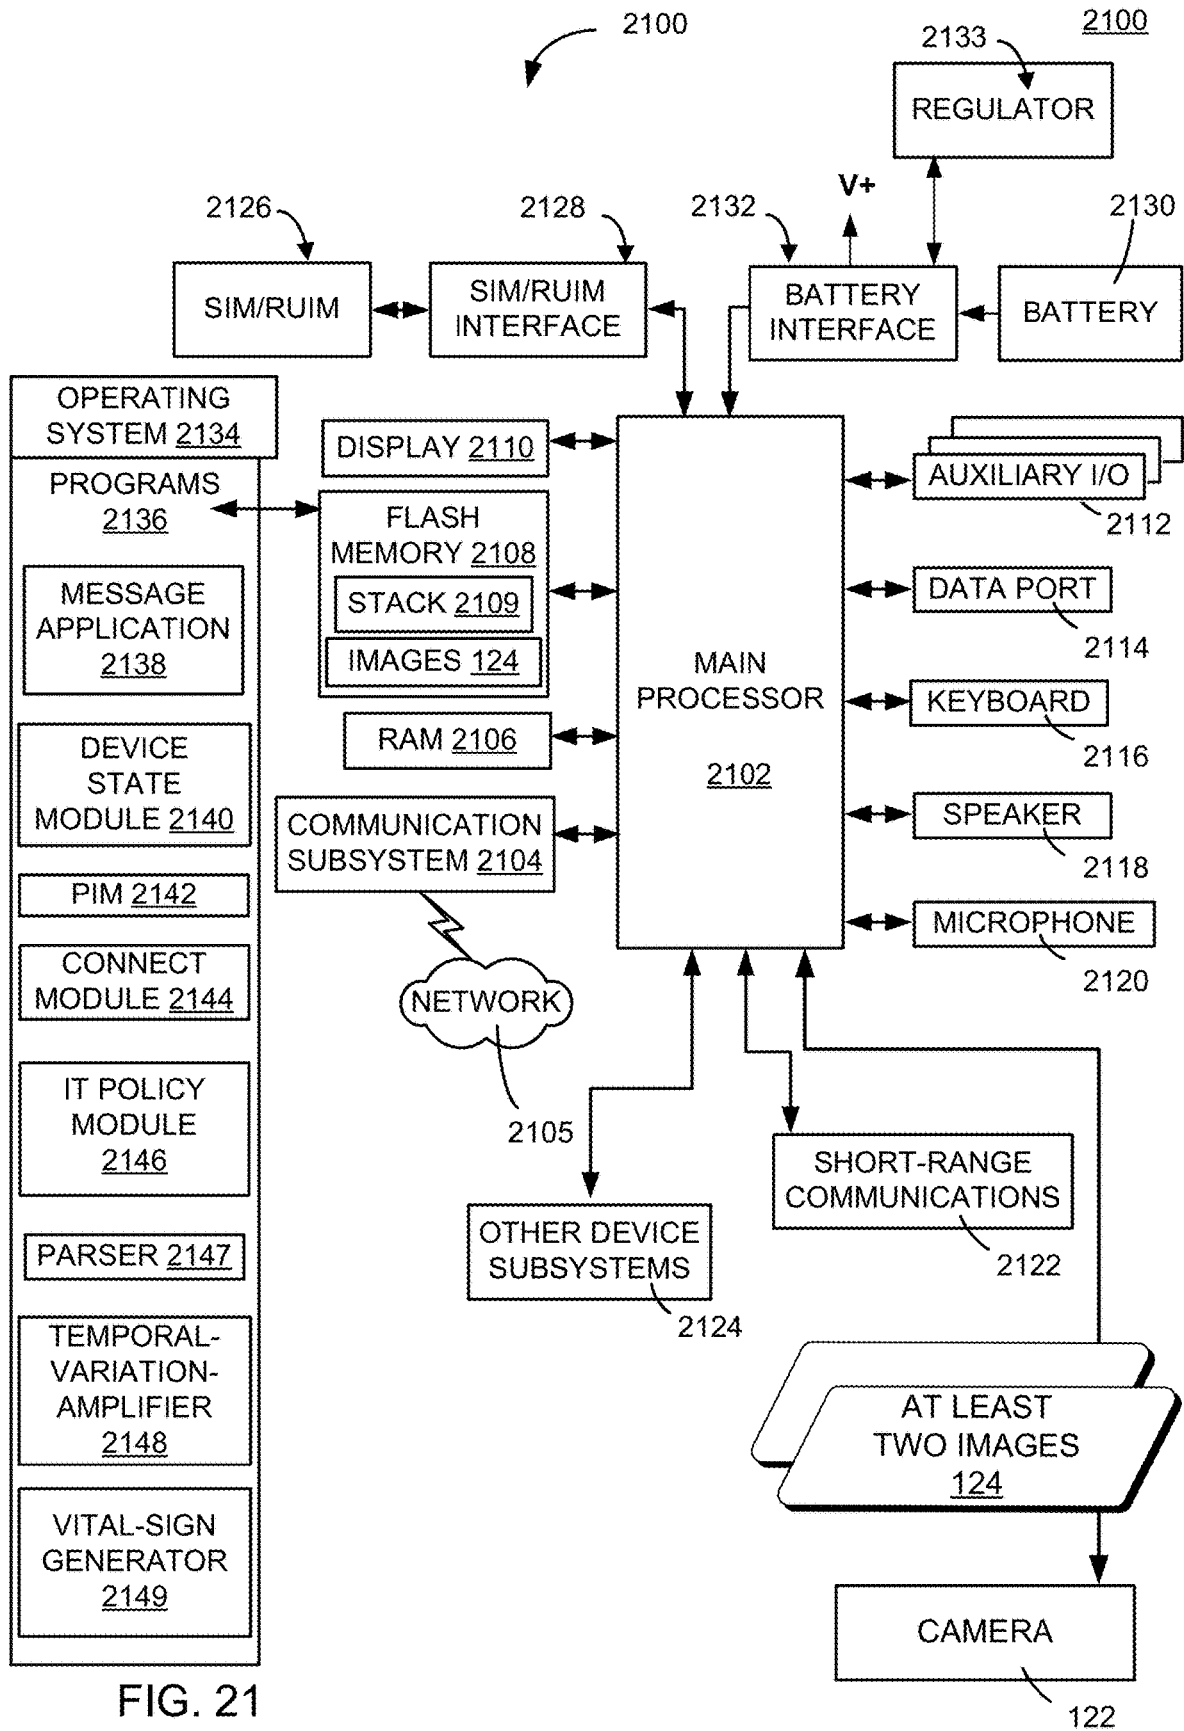 2100
2100
2133
REGULATOR
V+
2126
2128
2132
2130
SIM/RUIM
SIM/RUIM
INTERFACE
BATTERY
INTERFACE
BATTERY
OPERATING
SYSTEM 2134
PROGRAMS
2136
MESSAGE
APPLICATION
2138
DEVICE
STATE
MODULE 2140
PIM 2142
CONNECT
MODULE 2144
IT POLICY
MODULE
2146
PARSER 2147
TEMPORAL-
VARIATION-
AMPLIFIER
2148
VITAL-SIGN
GENERATOR
2149
DISPLAY 2110
FLASH
MEMORY 2108
STACK 2109
IMAGES 124
RAM 2106
COMMUNICATION
SUBSYSTEM 2104
NETWORK
2105
MAIN
PROCESSOR
2102
AUXILIARY I/O
2112
DATA PORT
2114
KEYBOARD
2116
SPEAKER
2118
MICROPHONE
2120
SHORT-RANGE
COMMUNICATIONS
2122
OTHER DEVICE
SUBSYSTEMS
2124
AT LEAST
TWO IMAGES
124
CAMERA
122
FIG. 21